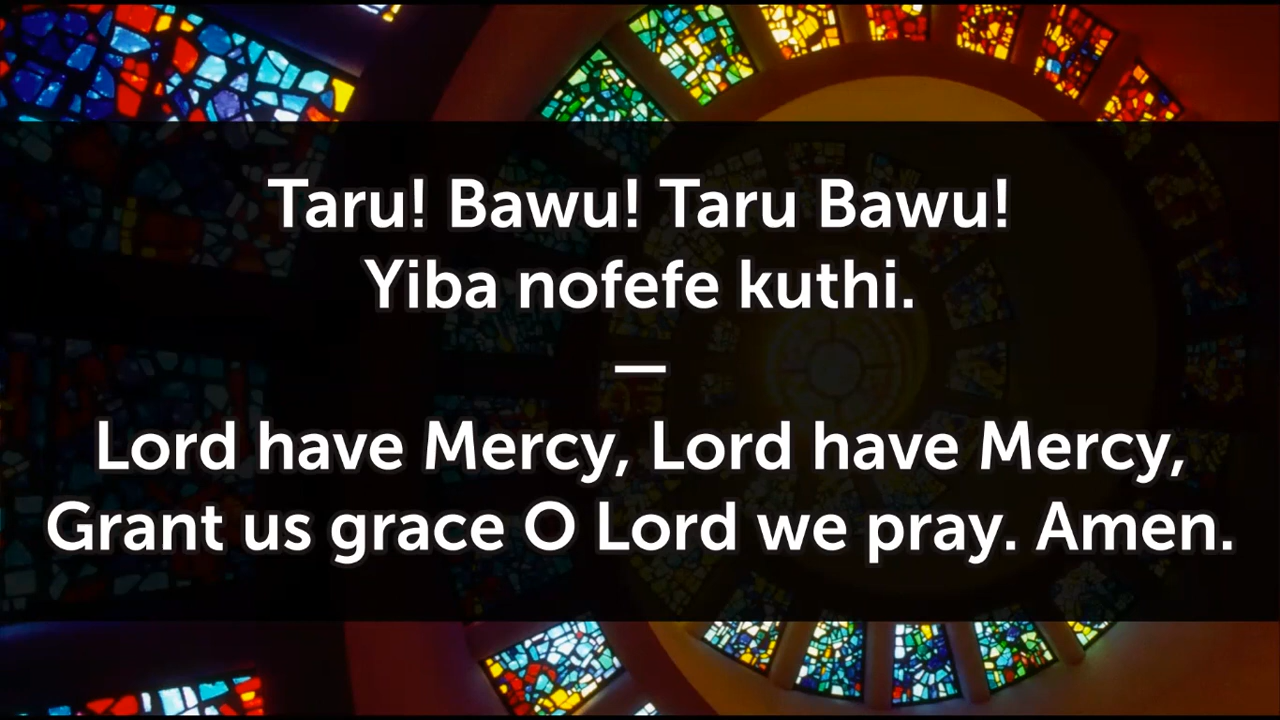 Taru! Bawu! Taru Bawu!
Yiba nofefe kuthi.
—
Lord have Mercy, Lord have Mercy,
Grant us grace O Lord we pray. Amen.